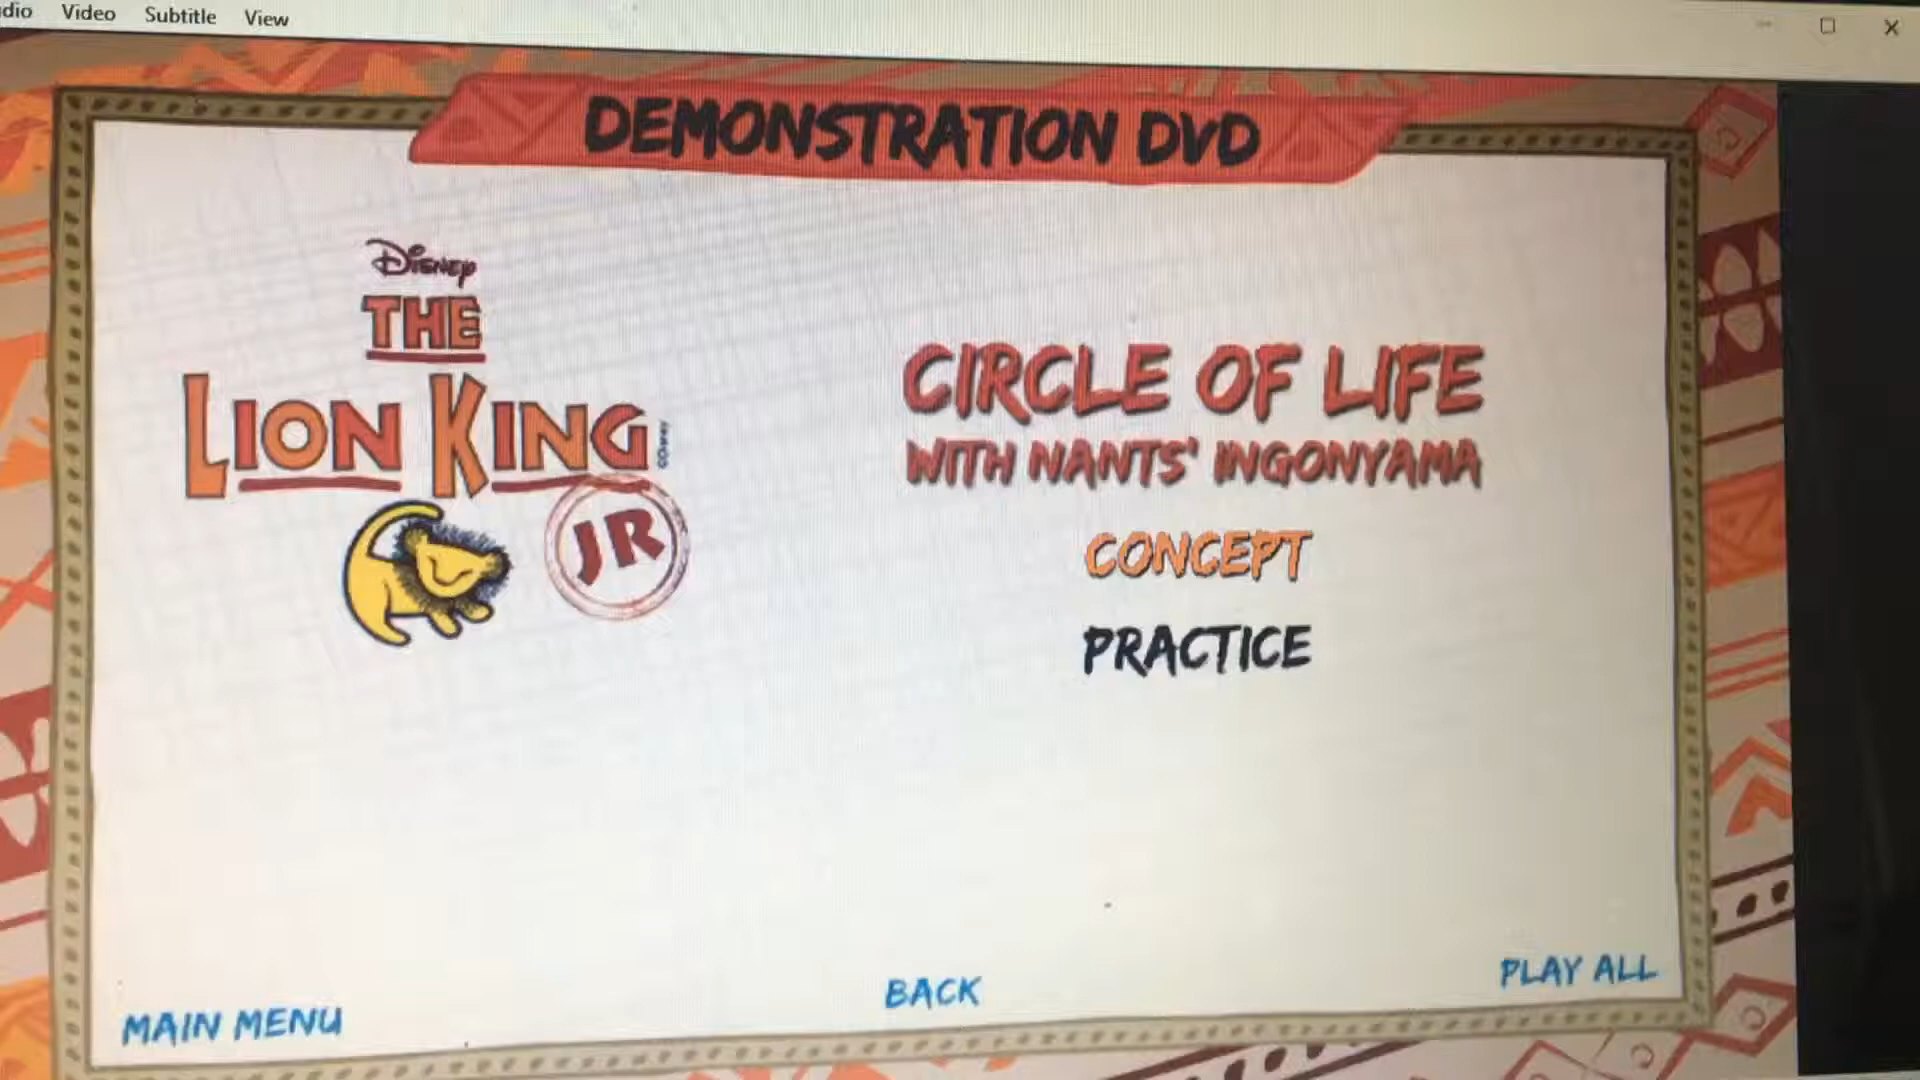 Video Subtitle View
DEMONSTRATION DVD
DISNEY
THE
LION KING
©Disney
JR
CIRCLE OF LIFE
WITH NANTS' INGONYAMA
CONCEPT
PRACTICE
MAIN MENU
BACK
PLAY ALL